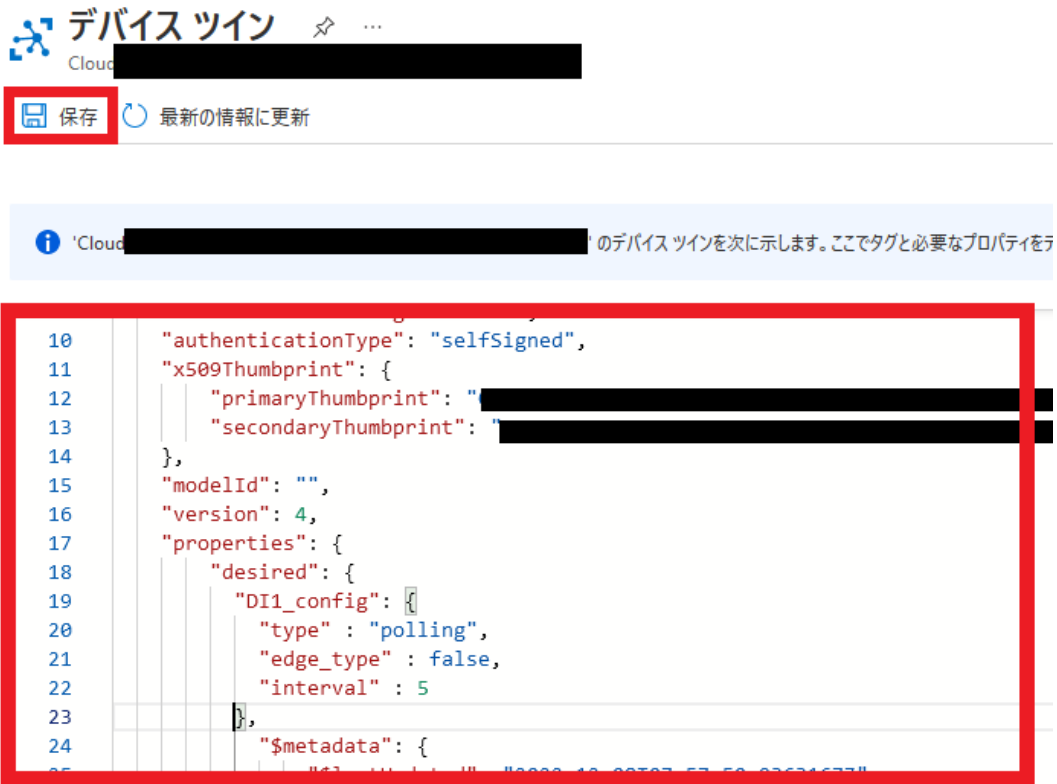 デバイス ツイン
Cloud
保存 最新の情報に更新
'Cloud ' のデバイス ツインを次に示します。ここでタグと必要なプロパティを
10 "authenticationType": "selfSigned",
11 "x509Thumbprint": {
12 "primaryThumbprint": "
13 "secondaryThumbprint": "
14 },
15 "modelId": "",
16 "version": 4,
17 "properties": {
18 "desired": {
19 "DI1_config": {
20 "type" : "polling",
21 "edge_type" : false,
22 "interval" : 5
23 },
24 "$metadata": {